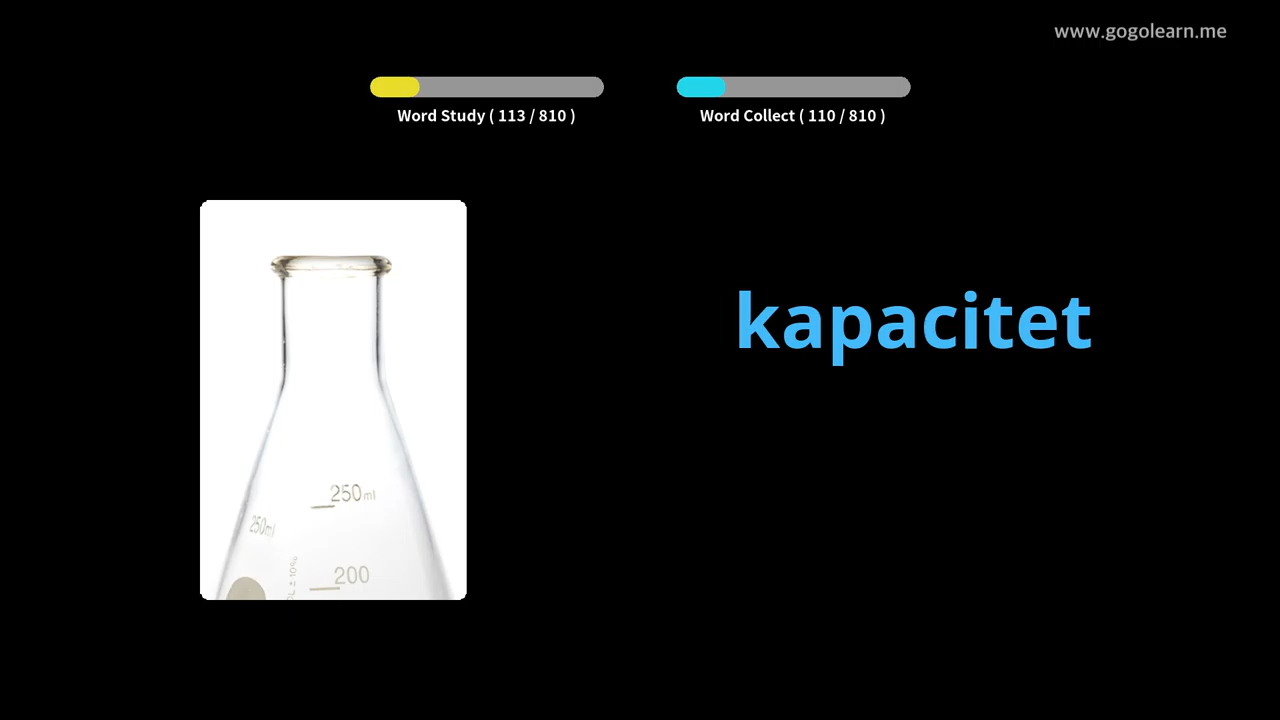 www.gogolearn.me
Word Study ( 113 / 810 )
Word Collect ( 110 / 810 )
kapacitet
250ml
250ml
200